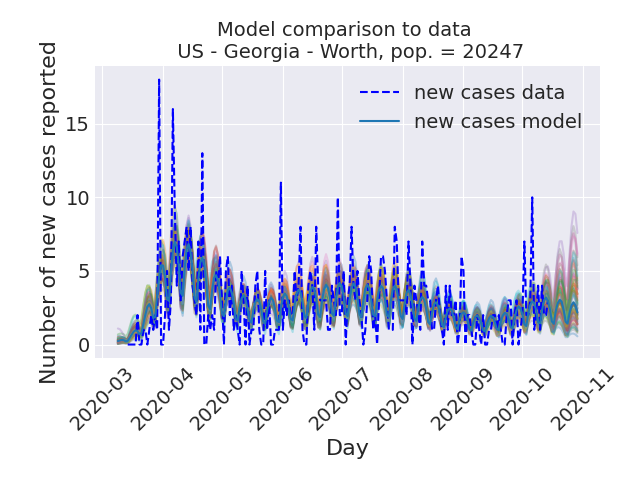 Model comparison to data
US - Georgia - Worth, pop. = 20247
new cases data
new cases model
Number of new cases reported
15
10
5
0
2020-03
2020-04
2020-05
2020-06
2020-07
2020-08
2020-09
2020-10
2020-11
Day